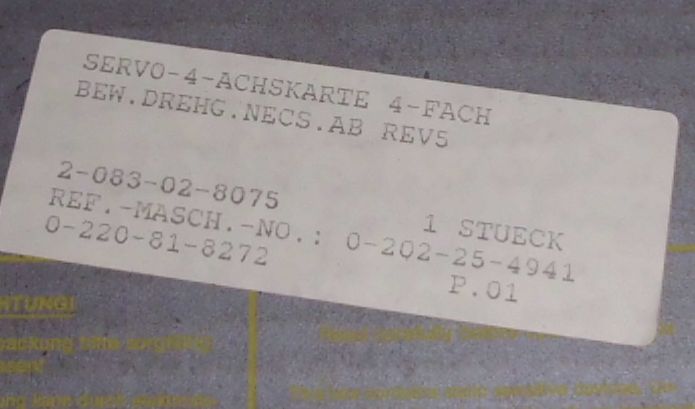 SERVO-4-ACHSKARTE 4-FACH
BEW.DREHG.NECS.AB REV5
2-083-02-8075
1 STUECK
REF.-MASCH.-NO.: 0-202-25-4941
0-220-81-8272
P.01
HTUNG!